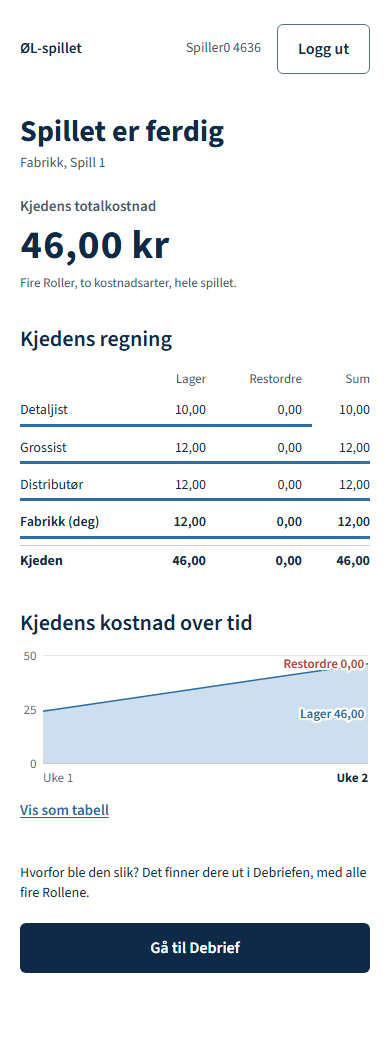 ØL-spillet
Spiller0 4636
Logg ut
Spillet er ferdig
Fabrikk, Spill 1
Kjedens totalkostnad
46,00 kr
Fire Roller, to kostnadsarter, hele spillet.
Kjedens regning
Lager Restordre Sum
Detaljist 10,00 0,00 10,00
Grossist 12,00 0,00 12,00
Distributør 12,00 0,00 12,00
Fabrikk (deg) 12,00 0,00 12,00
Kjeden 46,00 0,00 46,00
Kjedens kostnad over tid
50
Restordre 0,00
25
Lager 46,00
0
Uke 1 Uke 2
Vis som tabell
Hvorfor ble den slik? Det finner dere ut i Debriefen, med alle
fire Rollene.
Gå til Debrief